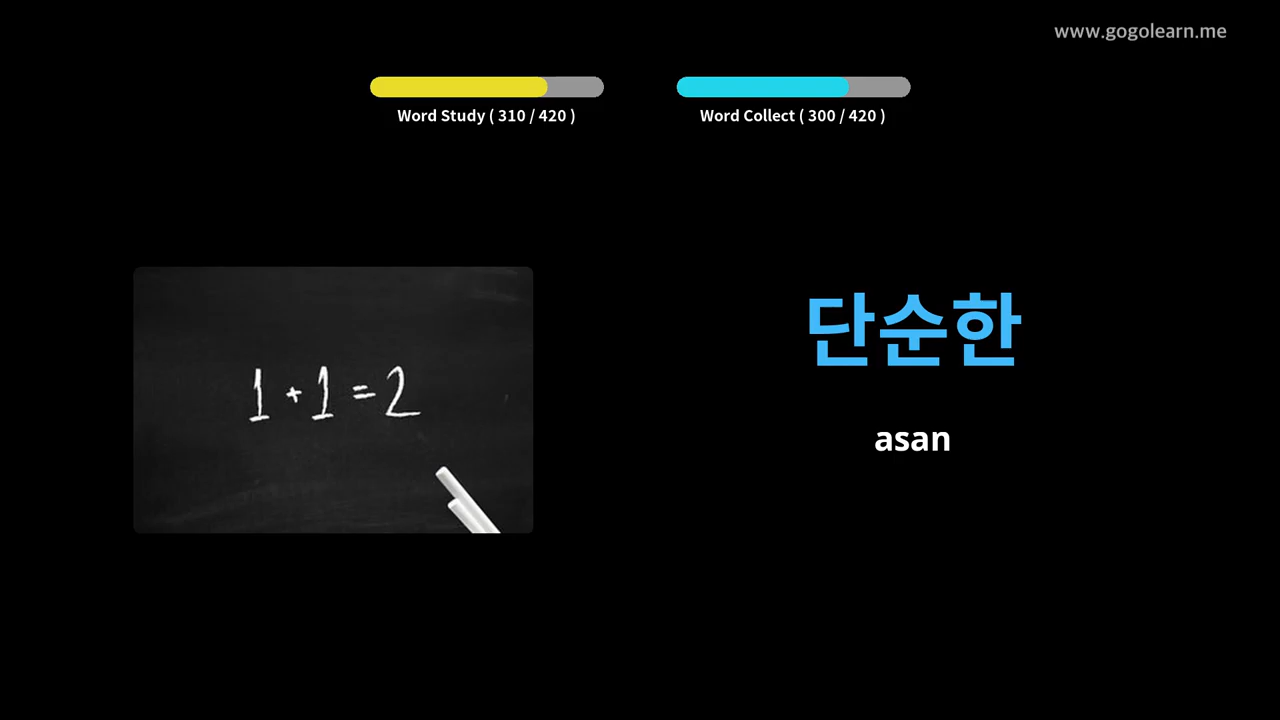 www.gogolearn.me
Word Study ( 310 / 420 )
Word Collect ( 300 / 420 )
단순한
asan
1 + 1 = 2